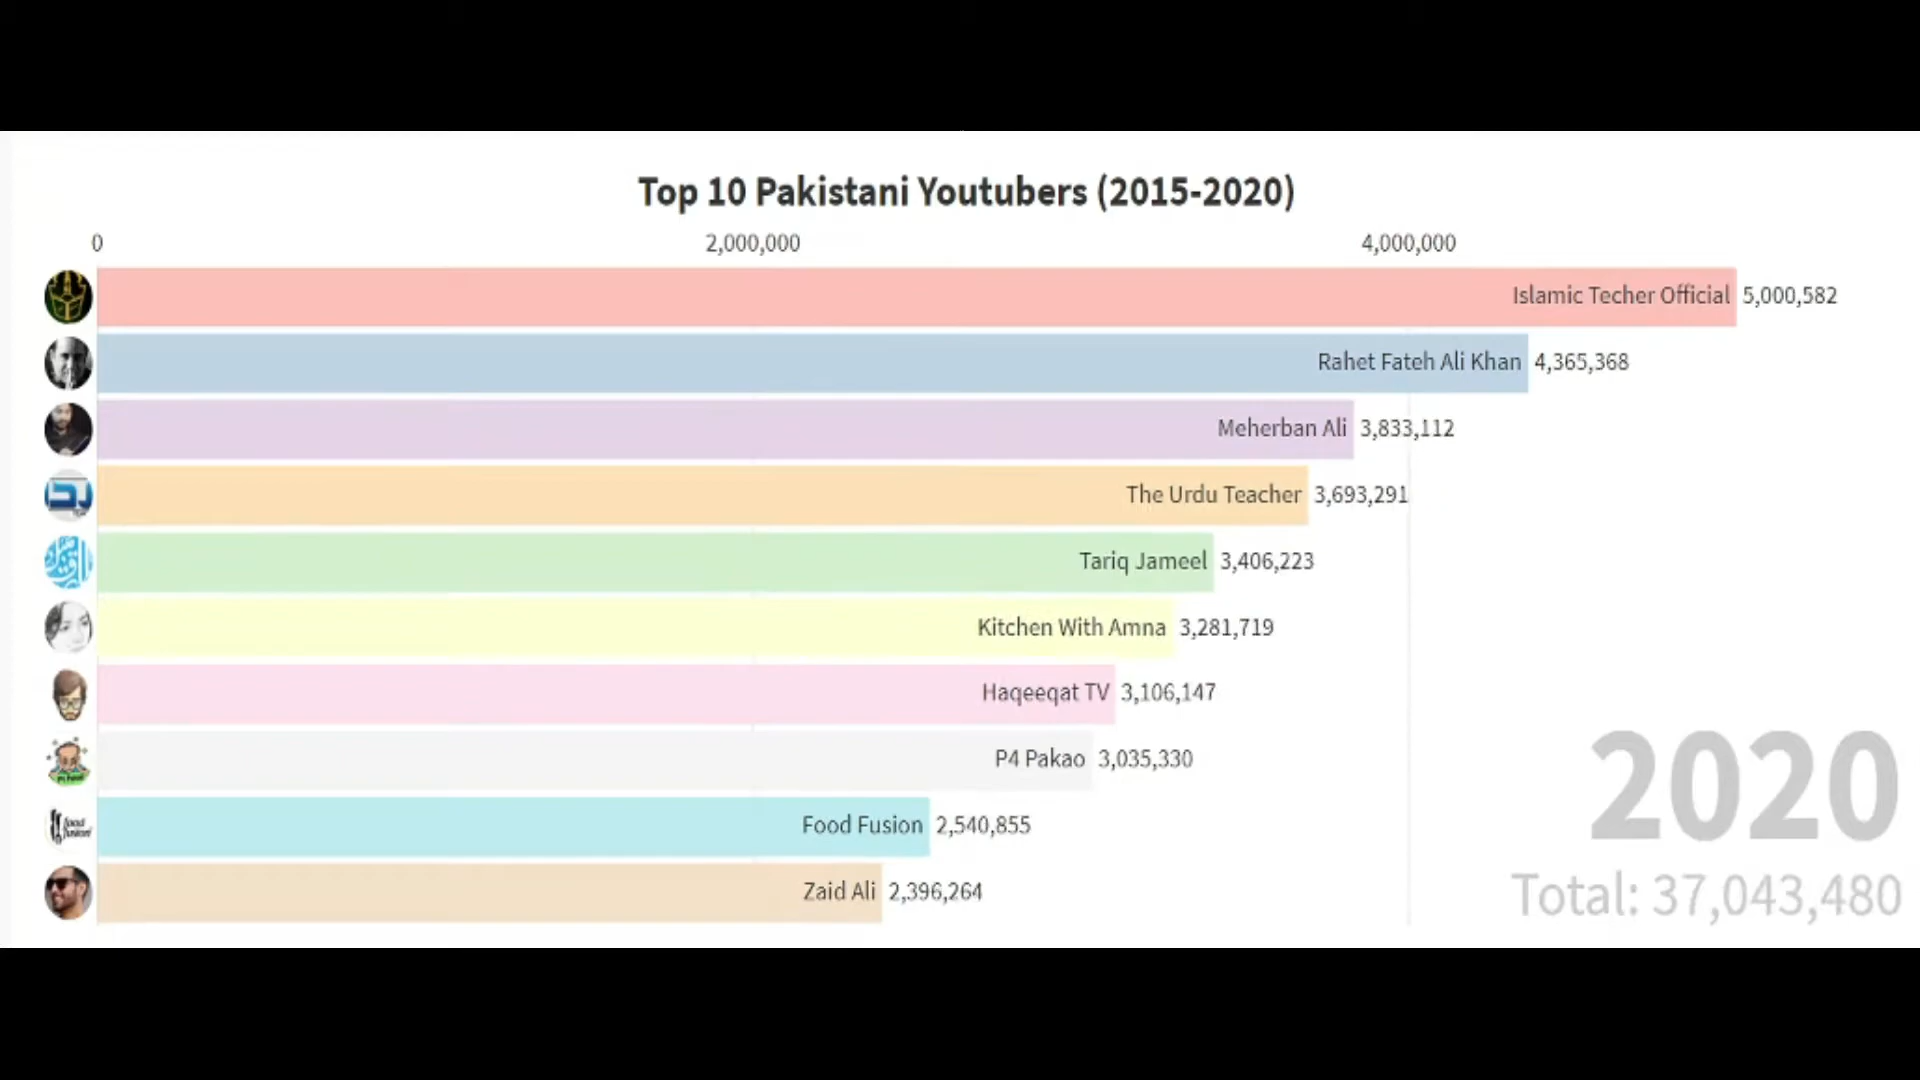 Top 10 Pakistani Youtubers (2015-2020)
0 2,000,000 4,000,000
Islamic Techer Official 5,000,582
Rahet Fateh Ali Khan 4,365,368
Meherban Ali 3,833,112
The Urdu Teacher 3,693,291
Tariq Jameel 3,406,223
Kitchen With Amna 3,281,719
Haqeeqat TV 3,106,147
P4 Pakao 3,035,330
food fusion Food Fusion 2,540,855
Zaid Ali 2,396,264
2020
Total: 37,043,480